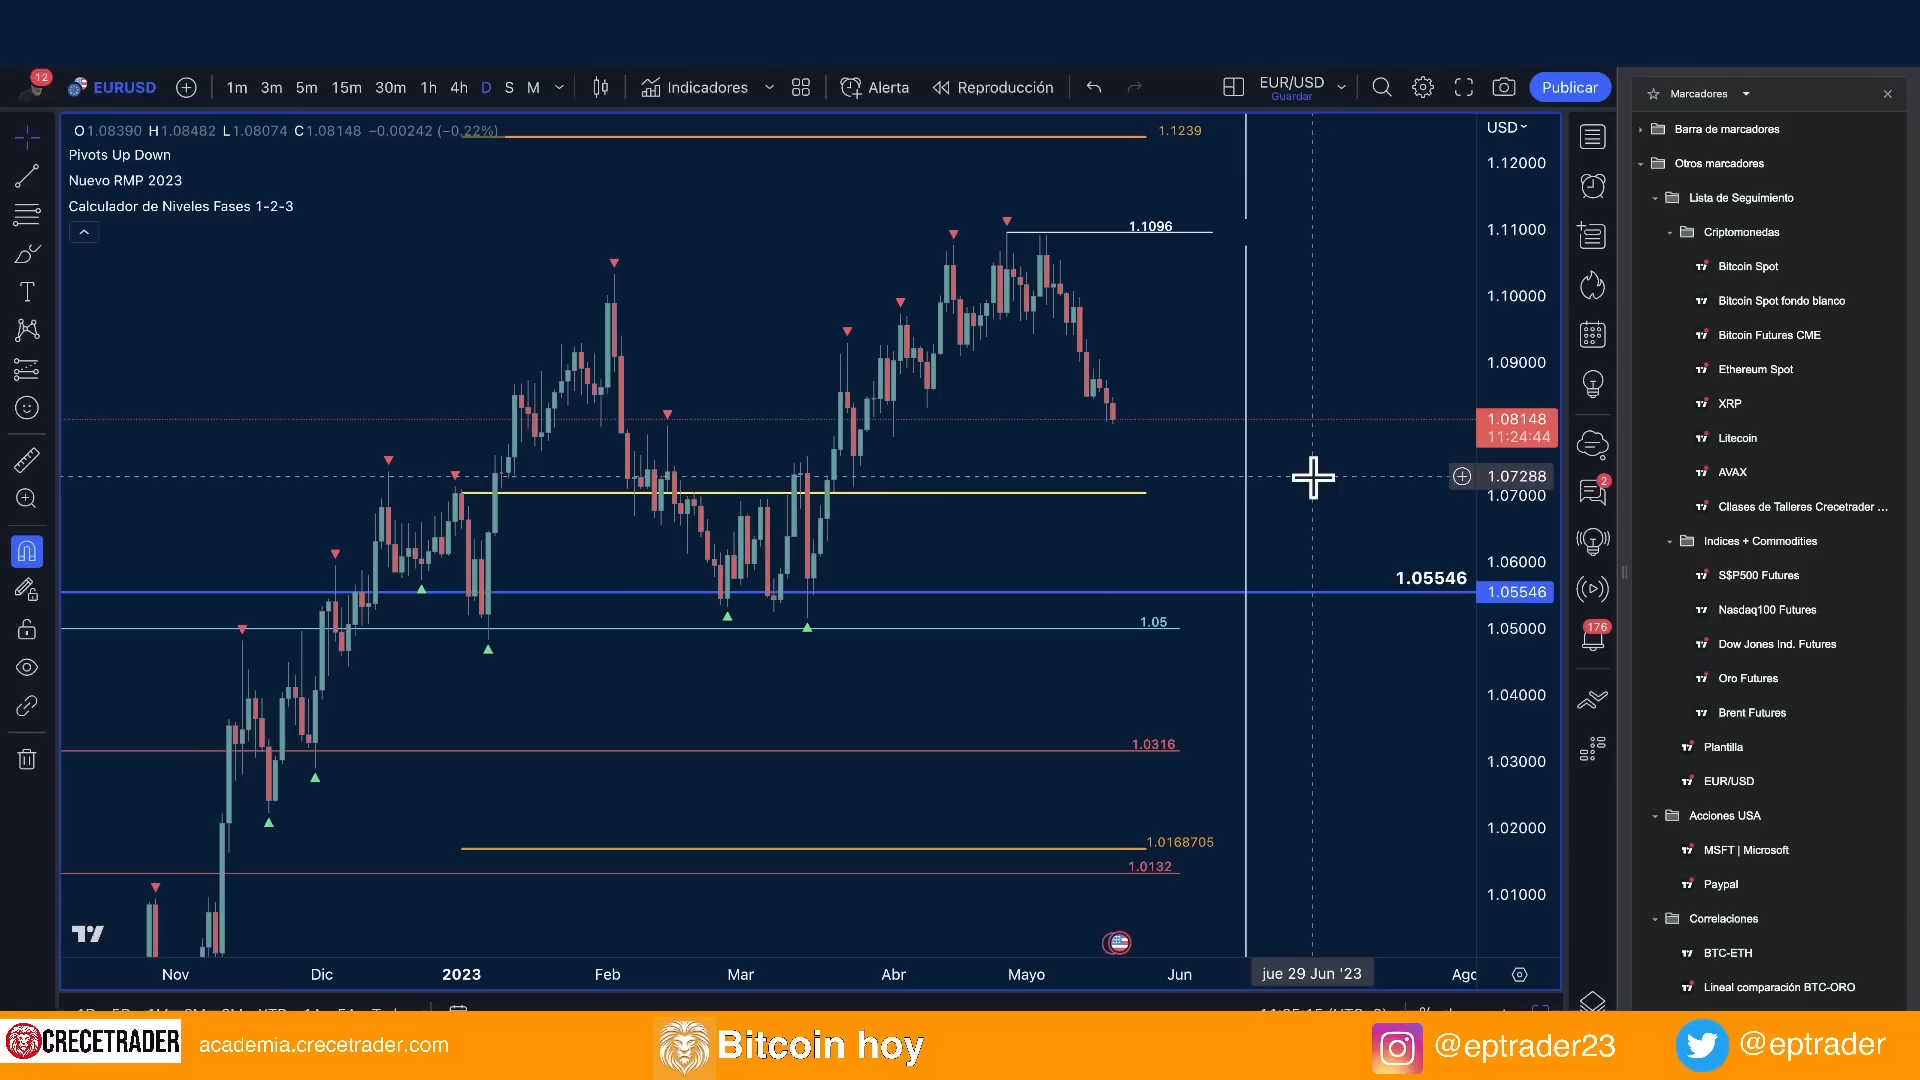 12
EURUSD
1m 3m 5m 15m 30m 1h 4h D S M
Indicadores
Alerta
Reproducción
EUR/USD
Guardar
Publicar
O1.08390 H1.08482 L1.08074 C1.08148 −0.00242 (−0.22%)
Pivots Up Down
Nuevo RMP 2023
Calculador de Niveles Fases 1-2-3
1.1239
1.1096
1.05546
1.05
1.0316
1.0168705
1.0132
USD
1.12000
1.11000
1.10000
1.09000
1.08148
11:24:44
1.07288
1.07000
1.06000
1.05546
1.05000
1.04000
1.03000
1.02000
1.01000
Nov Dic 2023 Feb Mar Abr Mayo Jun jue 29 Jun '23 Ago
2
176
Marcadores
Barra de marcadores
Otros marcadores
Lista de Seguimiento
Criptomonedas
Bitcoin Spot
Bitcoin Spot fondo blanco
Bitcoin Futures CME
Ethereum Spot
XRP
Litecoin
AVAX
Cllases de Talleres Crecetrader ...
Indices + Commodities
S$P500 Futures
Nasdaq100 Futures
Dow Jones Ind. Futures
Oro Futures
Brent Futures
Plantilla
EUR/USD
Acciones USA
MSFT | Microsoft
Paypal
Correlaciones
BTC-ETH
Lineal comparación BTC-ORO
CRECETRADER
academia.crecetrader.com
Bitcoin hoy
@eptrader23
@eptrader